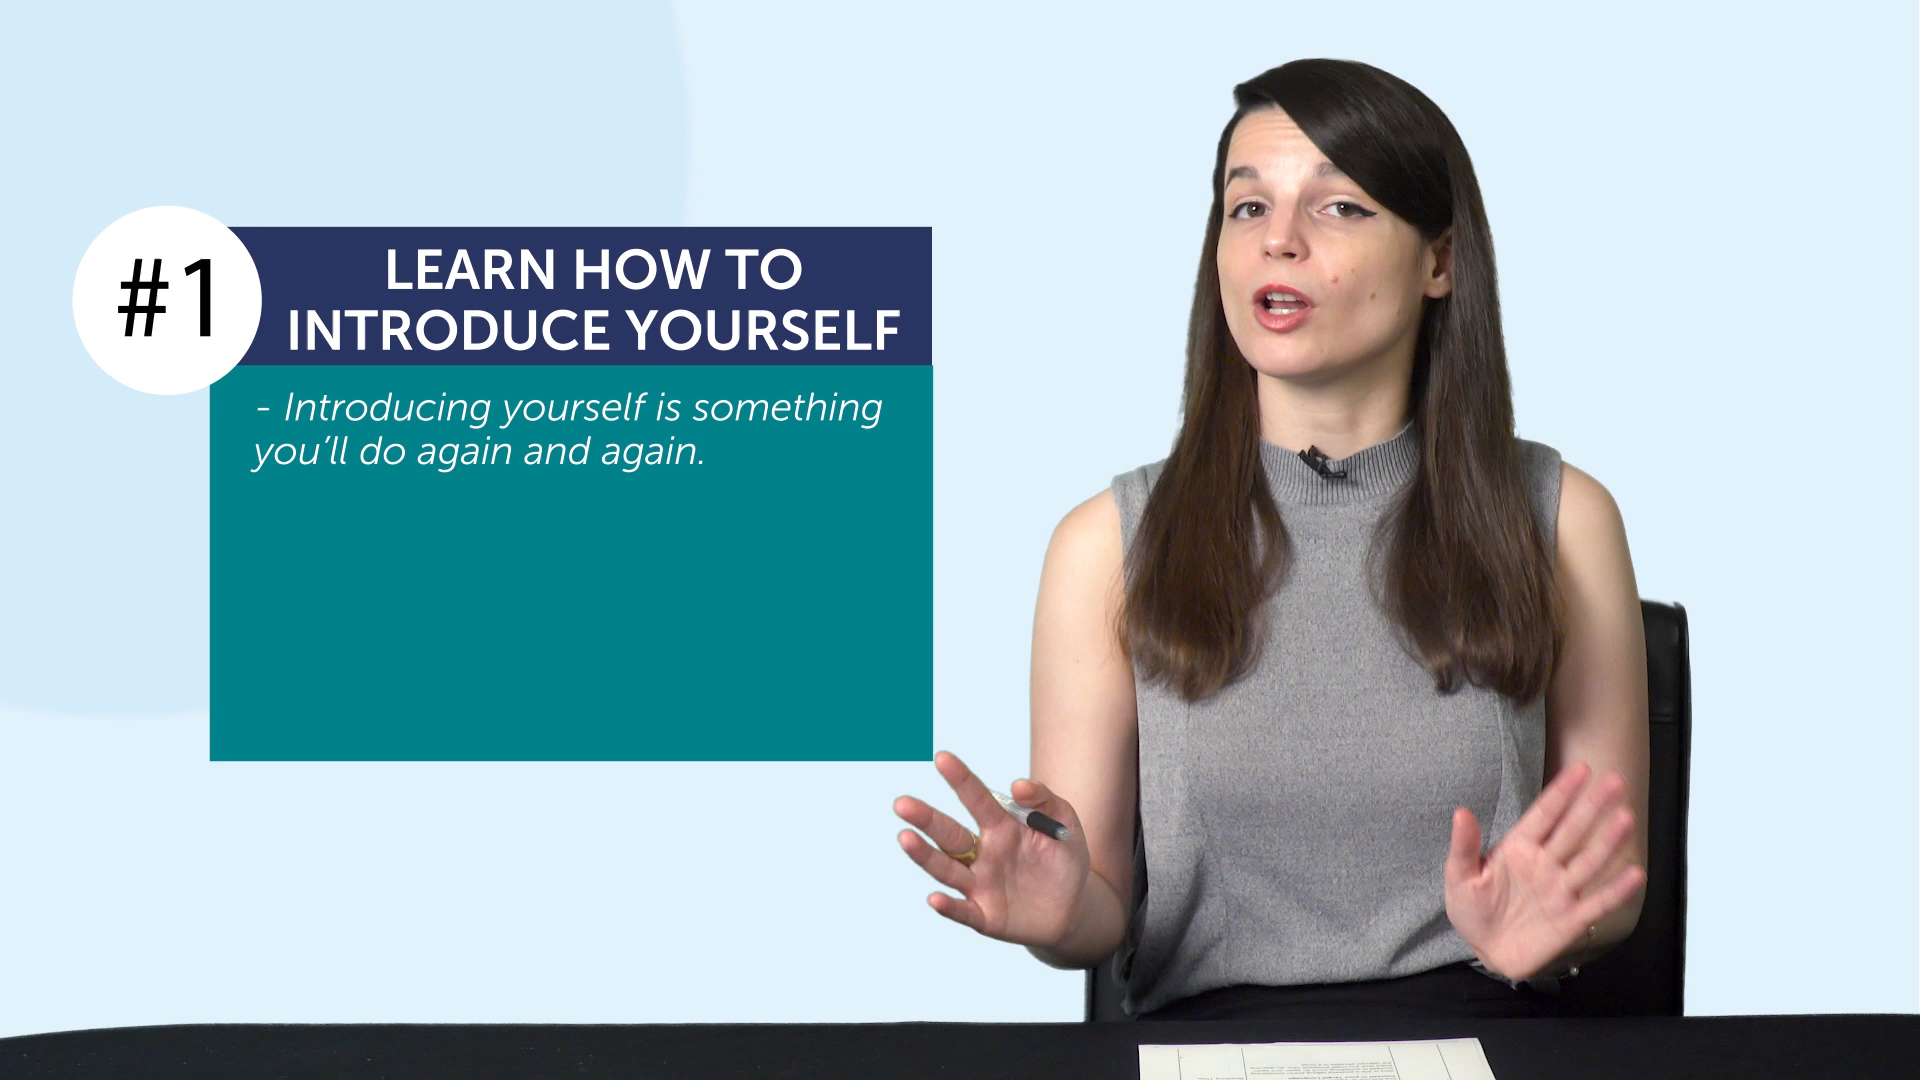 #1
LEARN HOW TO
INTRODUCE YOURSELF
- Introducing yourself is something
you'll do again and again.